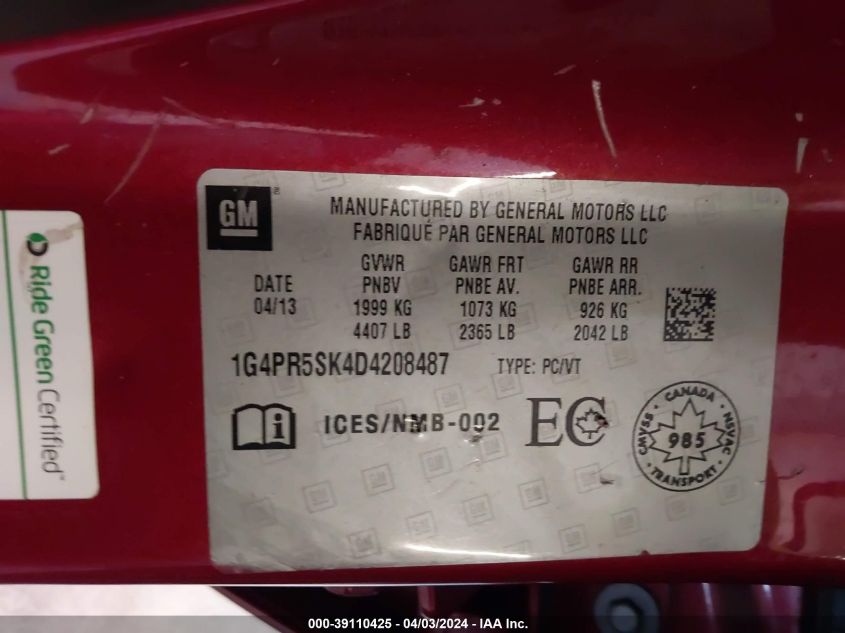 GM
MANUFACTURED BY GENERAL MOTORS LLC
FABRIQUÉ PAR GENERAL MOTORS LLC
DATE
04/13
GVWR
PNBV
1999 KG
4407 LB
GAWR FRT
PNBE AV.
1073 KG
2365 LB
GAWR RR
PNBE ARR.
926 KG
2042 LB
1G4PR5SK4D4208487 TYPE: PC/VT
i ICES/NMB-002 EC
CANADA
CMVSS 985 NSVAC
TRANSPORT
Ride Green Certified™
000-39110425 - 04/03/2024 - IAA Inc.